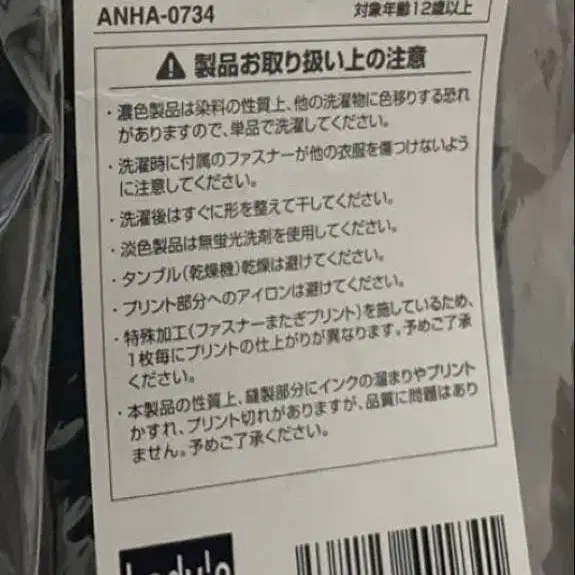 ANHA-0734 対象年齢12歳以上
製品お取り扱い上の注意
・濃色製品は染料の性質上、他の洗濯物に色移りする恐れ
がありますので、単品で洗濯してください。
・洗濯時に付属のファスナーが他の衣服を傷つけないよう
に注意してください。
・洗濯後はすぐに形を整えて干してください。
・淡色製品は無蛍光洗剤を使用してください。
・タンブル(乾燥機)乾燥は避けてください。
・プリント部分へのアイロンは避けてください。
・特殊加工(ファスナーまたぎプリント)を施しているため、
1枚毎にプリントの仕上がりが異なります。予めご了承
ください。
・本製品の性質上、縫製部分にインクの溜まりやプリント
かすれ、プリント切れがありますが、品質に問題はあり
ません。予めご了承ください。